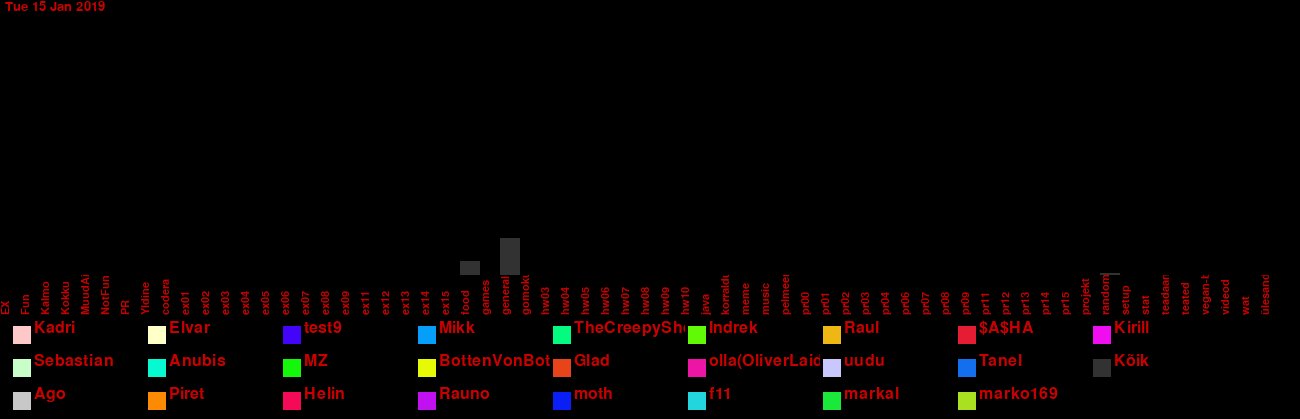 Tue 15 Jan 2019
EX Fun Kalmo Kokku MuudAi NotFun PR Yldine codera ex01 ex02 ex03 ex04 ex05 ex06 ex07 ex08 ex09 ex11 ex12 ex13 ex14 ex15 food games general gomoku hw03 hw04 hw05 hw06 hw07 hw08 hw09 hw10 java korraldu meme music pelmeer pr00 pr01 pr02 pr03 pr04 pr06 pr07 pr08 pr09 pr11 pr12 pr13 pr14 pr15 projekt random setup stat teadaan teated vegan-t videod wat ülesand
Kadri Elvar test9 Mikk TheCreepyShe Indrek Raul $A$HA Kirill
Sebastian Anubis MZ BottenVonBot Glad olla(OliverLaid uudu Tanel Köik
Ago Piret Helin Rauno moth f11 markal marko169